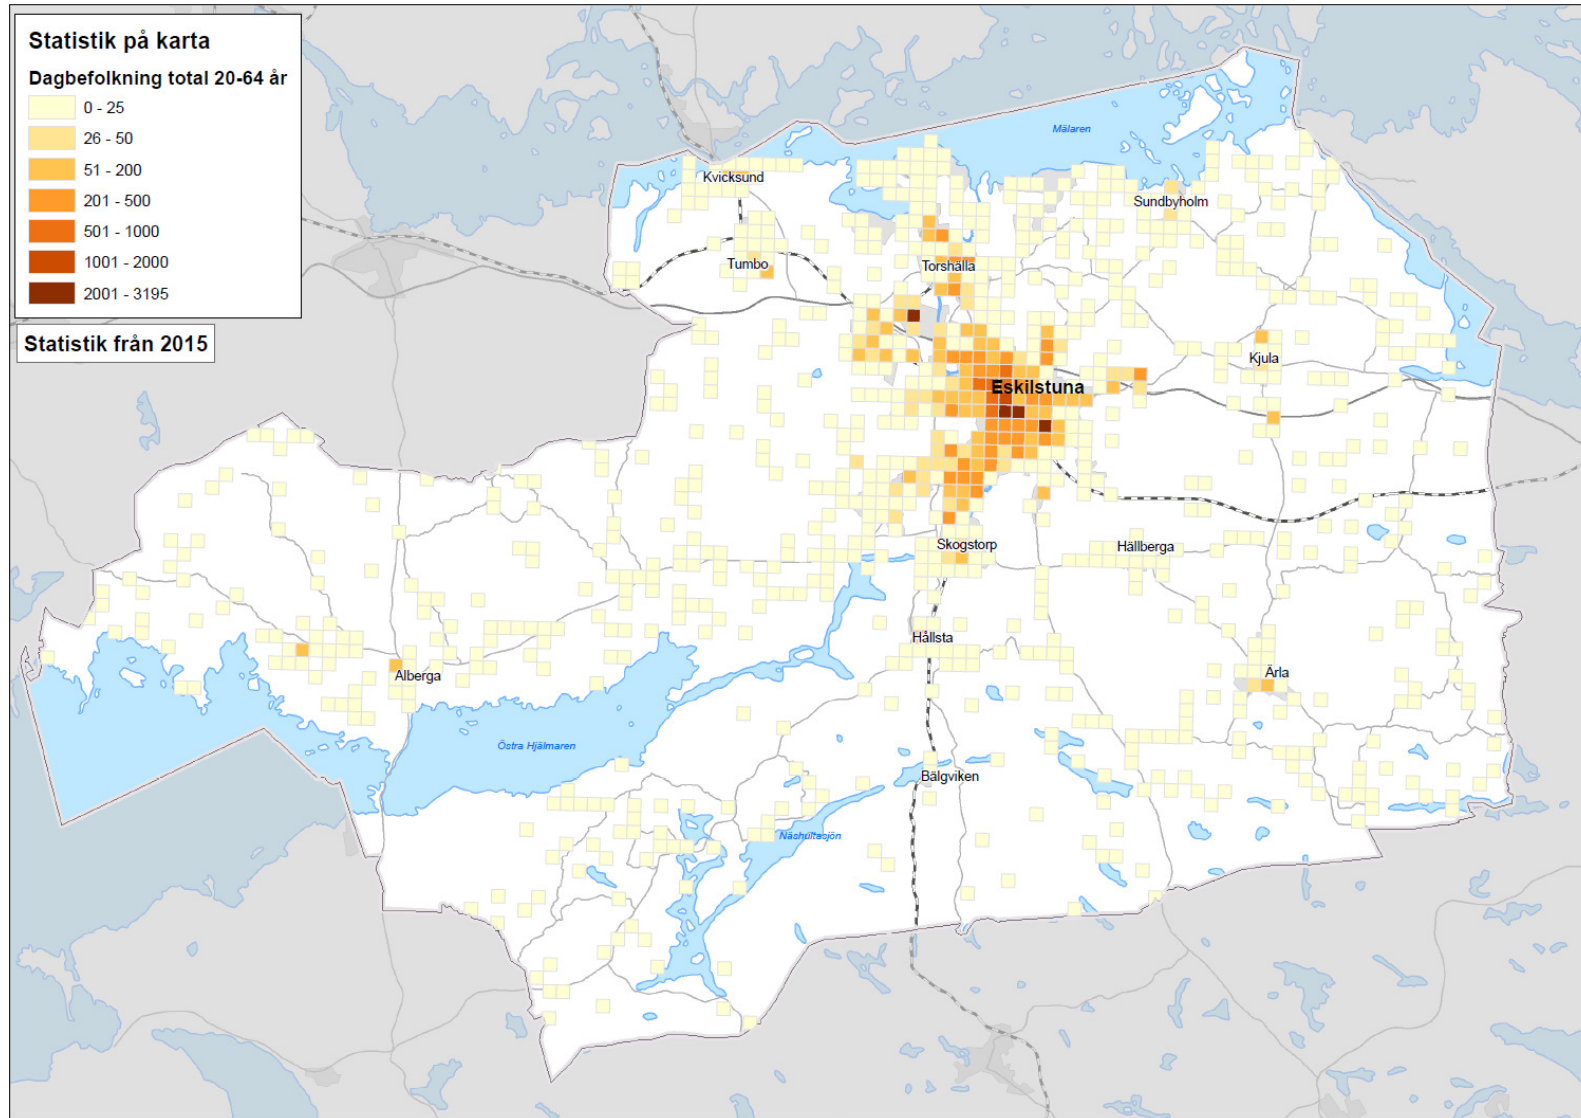 Statistik på karta
Dagbefolkning total 20-64 år
0 - 25
26 - 50
51 - 200
201 - 500
501 - 1000
1001 - 2000
2001 - 3195
Statistik från 2015
Mälaren
Kvicksund
Sundbyholm
Tumbo
Torshälla
Kjula
Eskilstuna
Skogstorp
Hällberga
Hållsta
Alberga
Ärla
Östra Hjälmaren
Bälgviken
Näshultasjön